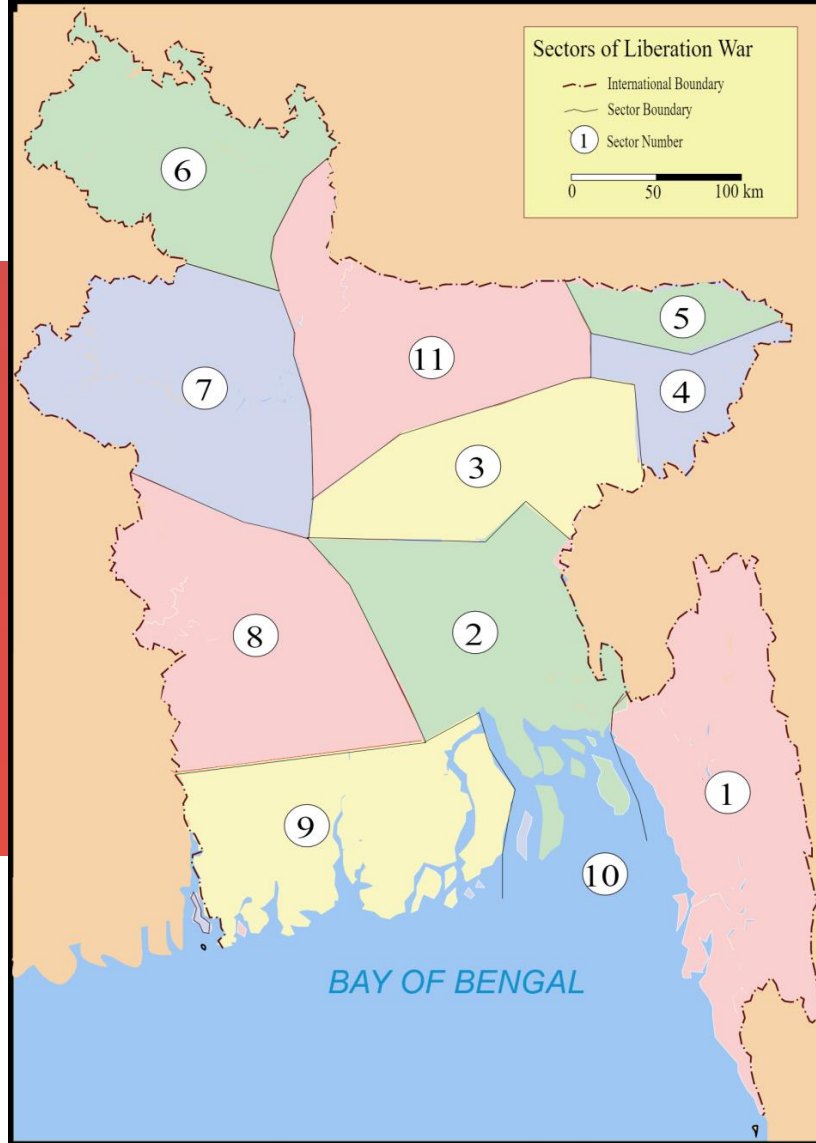 Sectors of Liberation War
International Boundary
Sector Boundary
1 Sector Number
0 50 100 km
6
5
11
7
4
3
8
2
1
9
10
BAY OF BENGAL